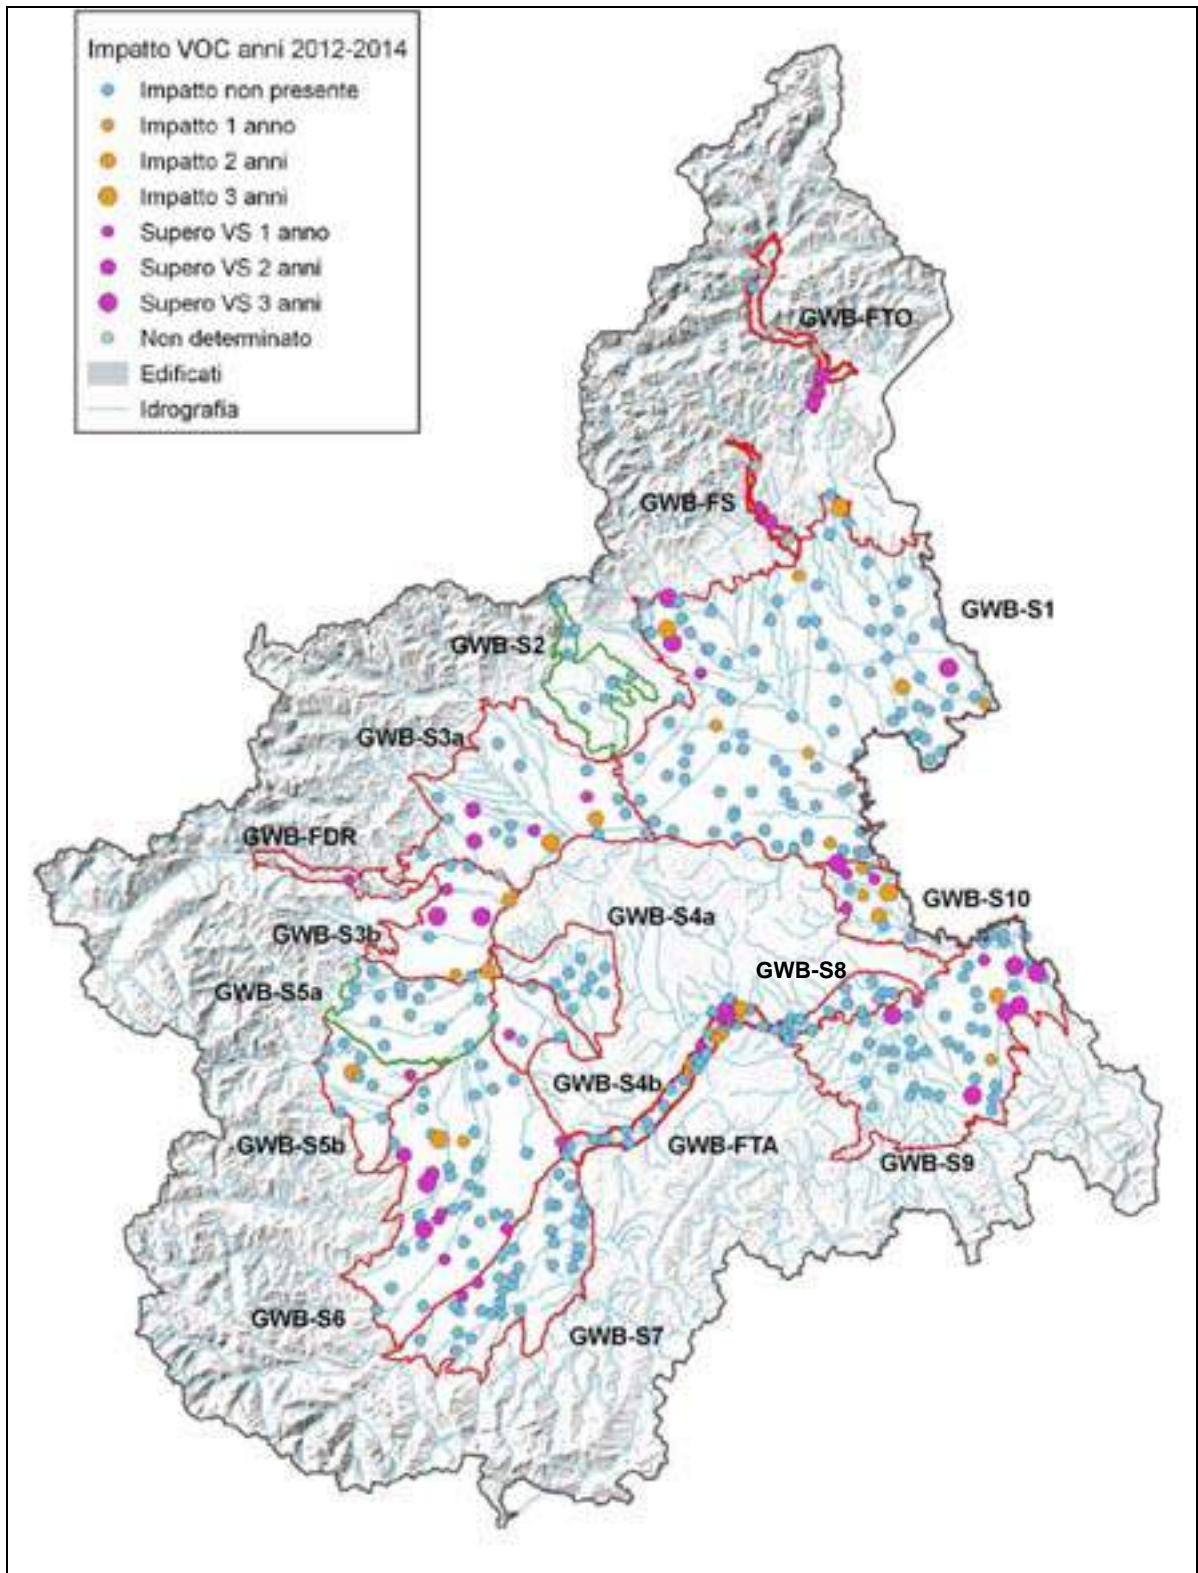 Impatto VOC anni 2012-2014
Impatto non presente
Impatto 1 anno
Impatto 2 anni
Impatto 3 anni
Supero VS 1 anno
Supero VS 2 anni
Supero VS 3 anni
Non determinato
Edificati
Idrografia
GWB-FTO
GWB-FS
GWB-S1
GWB-S2
GWB-S3a
GWB-FDR
GWB-S10
GWB-S4a
GWB-S3b
GWB-S8
GWB-S5a
GWB-S4b
GWB-S5b
GWB-FTA
GWB-S9
GWB-S6
GWB-S7